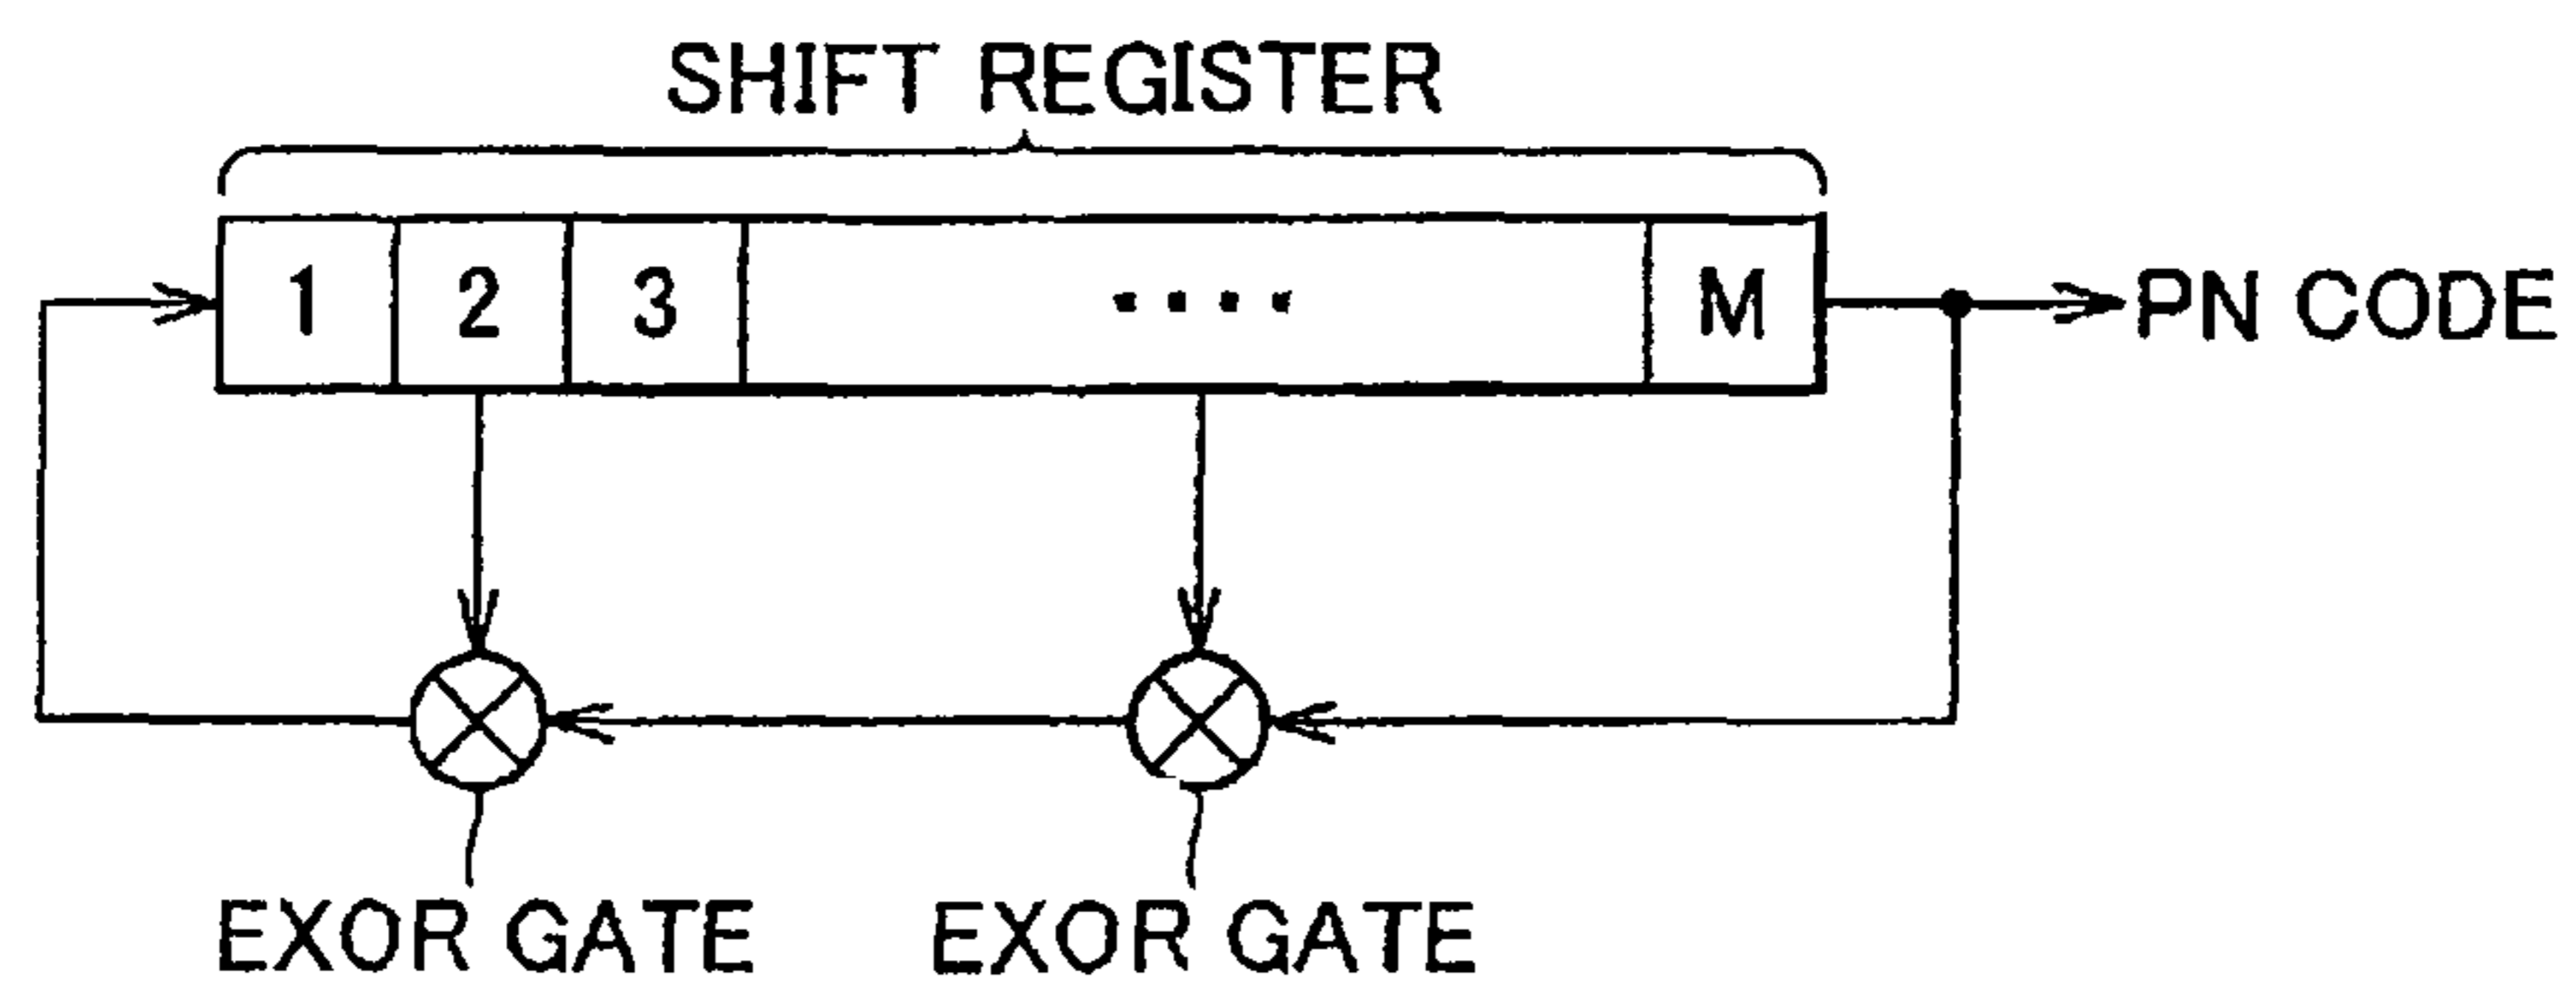 SHIFT REGISTER
1 2 3 .... M PN CODE
EXOR GATE EXOR GATE